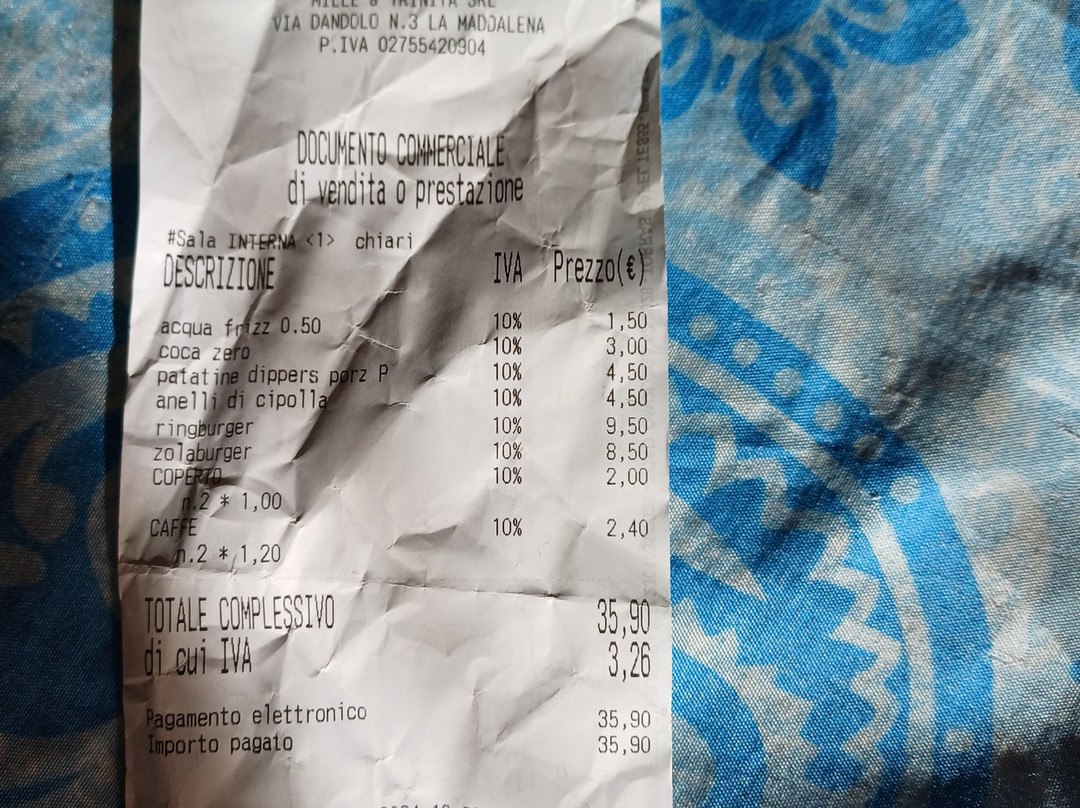 MILLE & TRINITA SRL
VIA DANDOLO N.3 LA MADDALENA
P.IVA 02755420904
DOCUMENTO COMMERCIALE
di vendita o prestazione
#Sala INTERNA <1> chiari
DESCRIZIONE IVA Prezzo(€)
acqua frizz 0.50 10% 1,50
coca zero 10% 3,00
patatine dippers porz P 10% 4,50
anelli di cipolla 10% 4,50
ringburger 10% 9,50
zolaburger 10% 8,50
COPERTO 10% 2,00
n.2 * 1,00
CAFFE 10% 2,40
n.2 * 1,20
TOTALE COMPLESSIVO 35,90
di cui IVA 3,26
Pagamento elettronico 35,90
Importo pagato 35,90